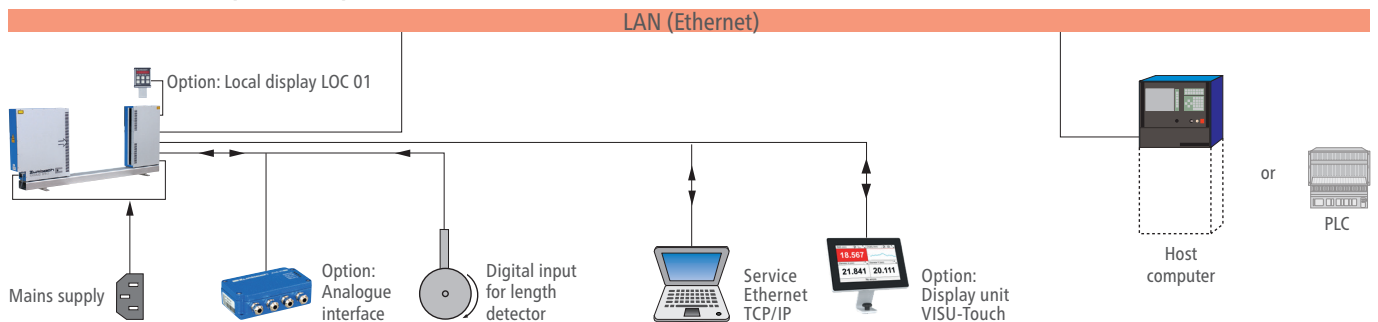 LAN (Ethernet)
Option: Local display LOC 01
or
PLC
Host
computer
Mains supply
Option:
Analogue
interface
Digital input
for length
detector
Service
Ethernet
TCP/IP
18.567
21.841 20.111
Option:
Display unit
VISU-Touch